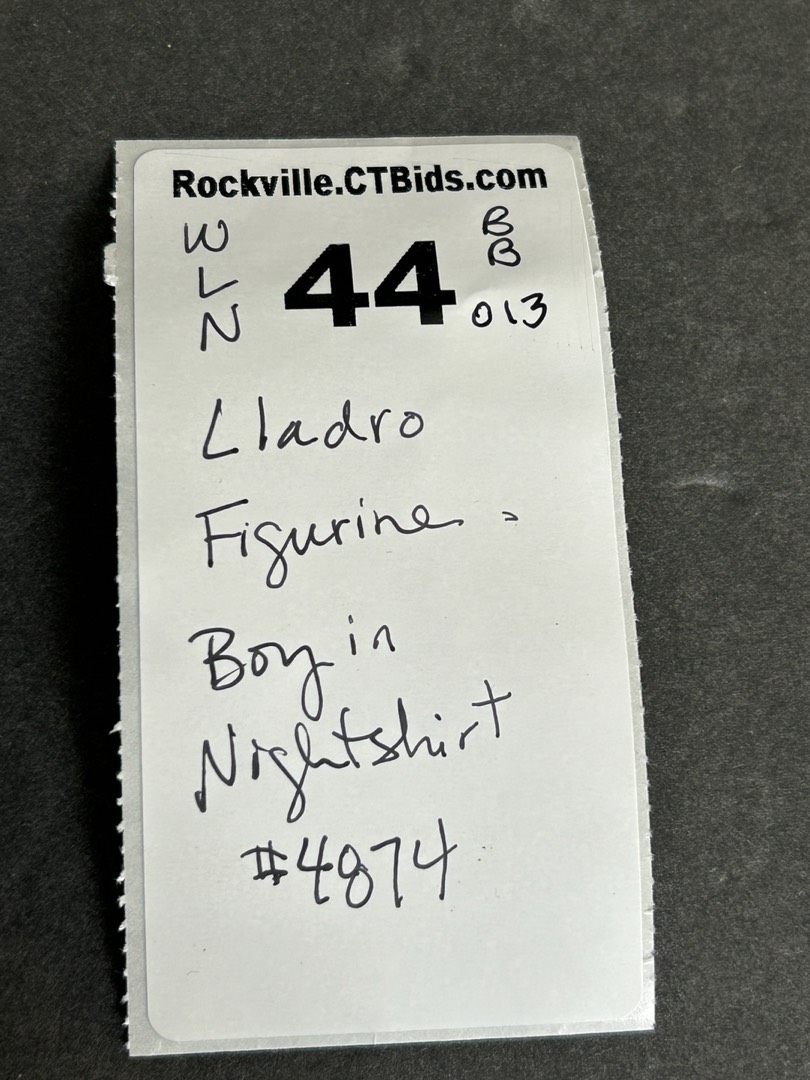 Rockville.CTBids.com
W B
L 44 B
N 013
Lladro
Figurine -
Boy in
Nightshirt
#4874